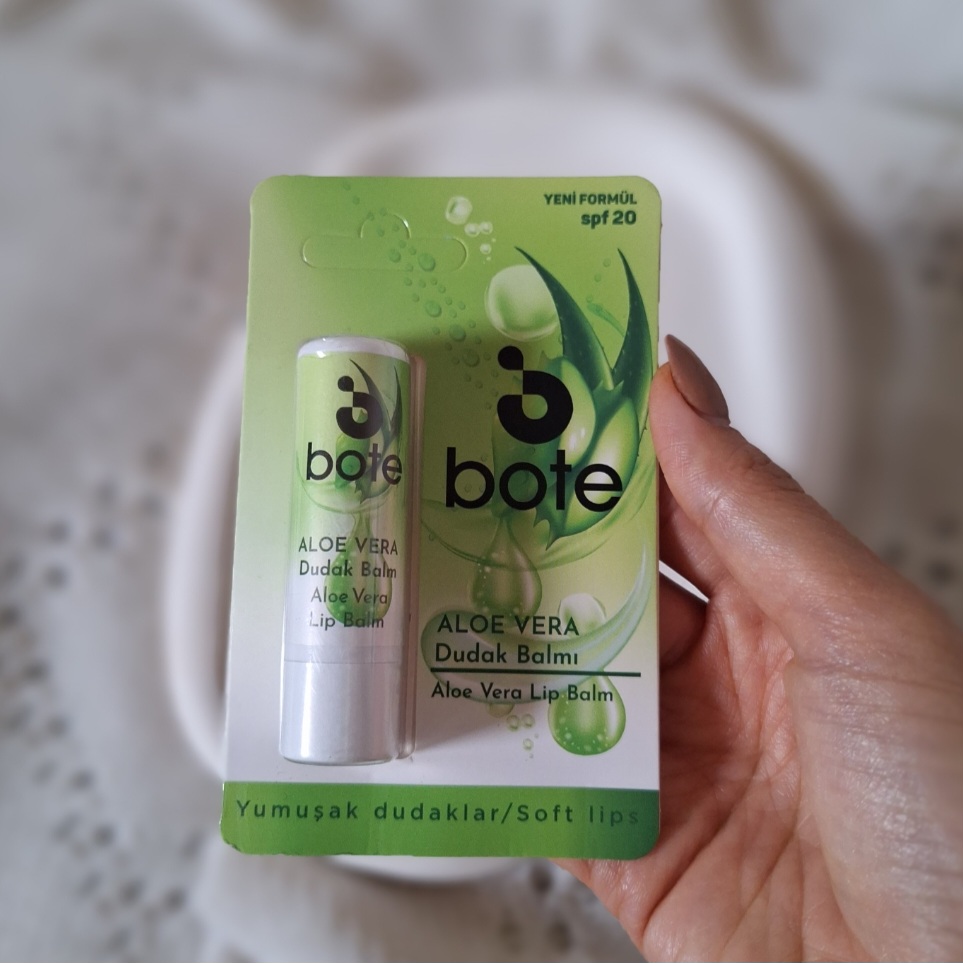 YENİ FORMÜL
spf 20
bote
ALOE VERA
Dudak Balmı
Aloe Vera Lip Balm
bote
ALOE VERA
Dudak Balm
Aloe Vera
Lip Balm
Yumuşak dudaklar/Soft lips